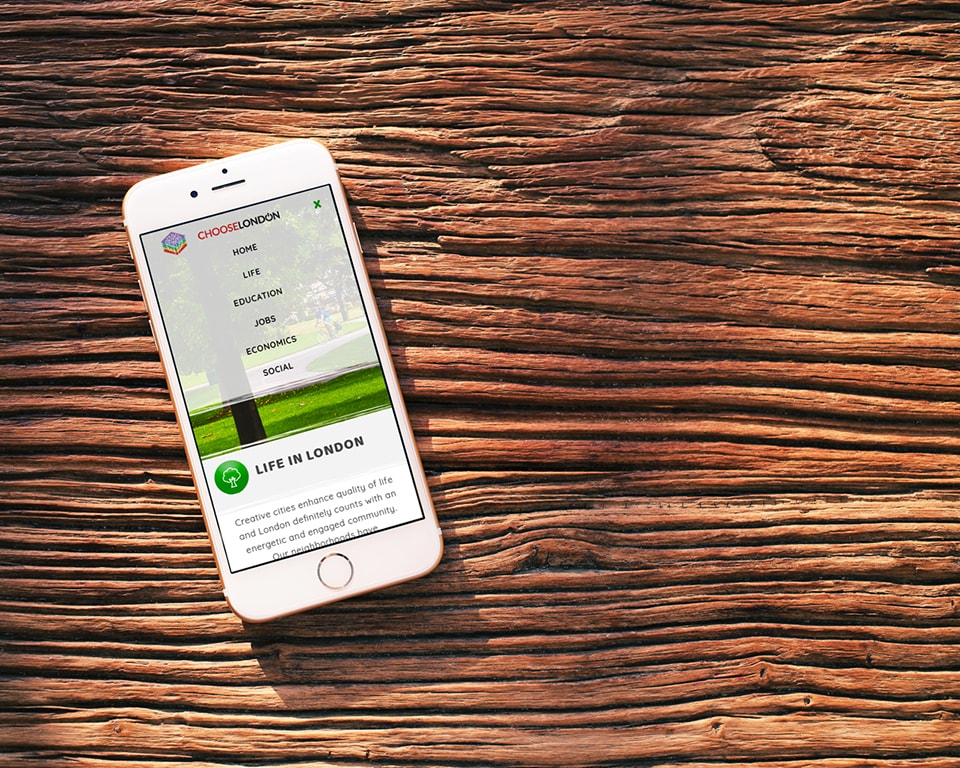 CHOOSELONDON
X
HOME
LIFE
EDUCATION
JOBS
ECONOMICS
SOCIAL
LIFE IN LONDON
Creative cities enhance quality of life
and London definitely counts with an
energetic and engaged community.
Our neighborhoods have